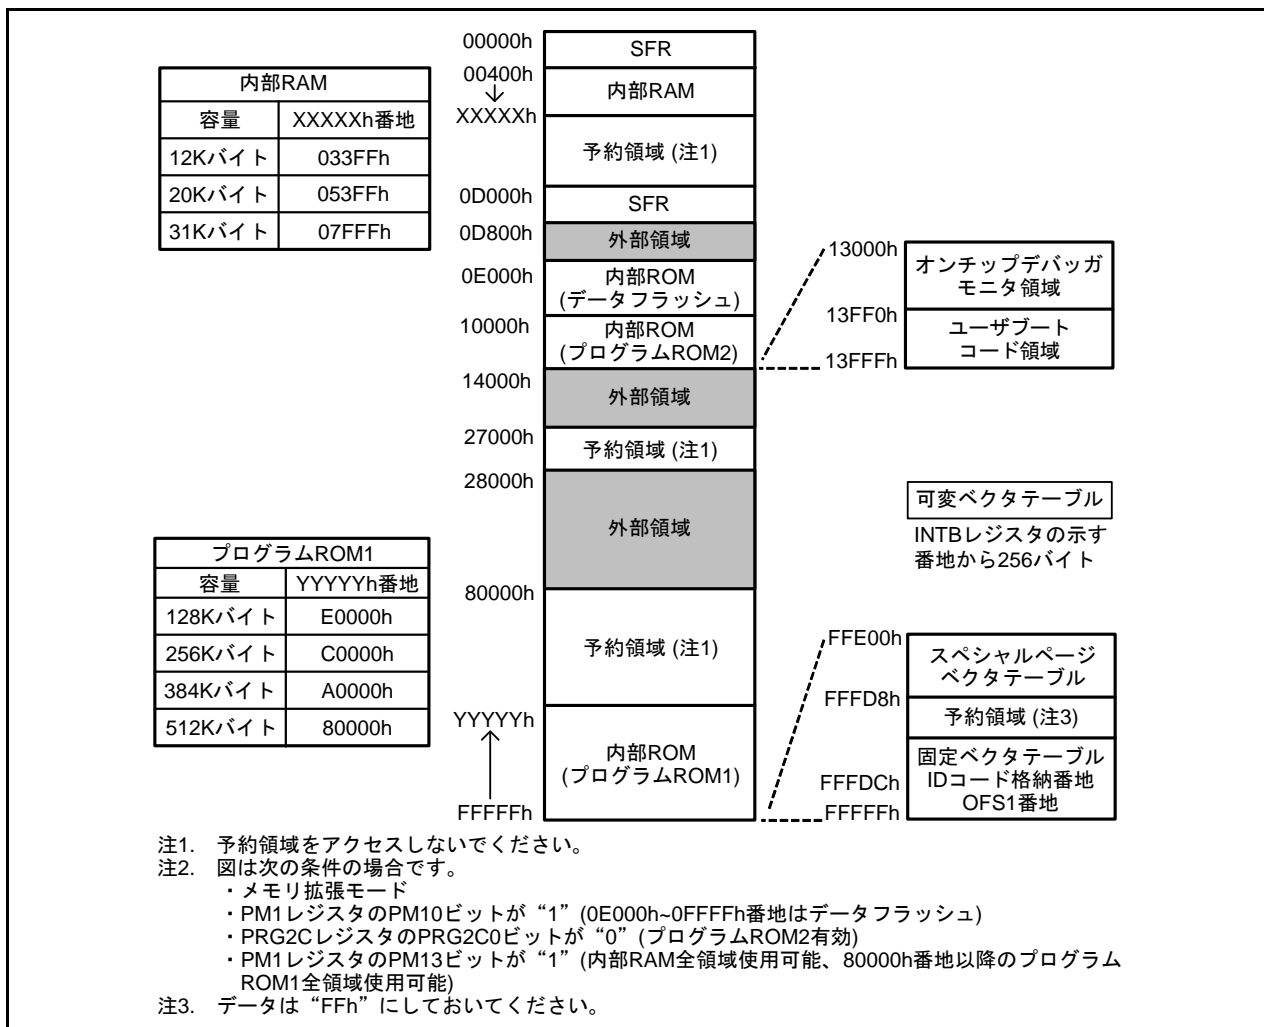 内部RAM
容量 XXXXXh番地
12Kバイト 033FFh
20Kバイト 053FFh
31Kバイト 07FFFh
プログラムROM1
容量 YYYYYh番地
128Kバイト E0000h
256Kバイト C0000h
384Kバイト A0000h
512Kバイト 80000h
00000h
SFR
00400h
内部RAM
XXXXXh
予約領域 (注1)
0D000h
SFR
0D800h
外部領域
0E000h
内部ROM
(データフラッシュ)
10000h
内部ROM
(プログラムROM2)
14000h
外部領域
27000h
予約領域 (注1)
28000h
外部領域
80000h
予約領域 (注1)
YYYYYh
内部ROM
(プログラムROM1)
FFFFFh
13000h
オンチップデバッガ
モニタ領域
13FF0h
ユーザブート
コード領域
13FFFh
可変ベクタテーブル
INTBレジスタの示す
番地から256バイト
FFE00h
スペシャルページ
ベクタテーブル
FFFD8h
予約領域 (注3)
固定ベクタテーブル
IDコード格納番地
OFS1番地
FFFDCh
FFFFFh
注1. 予約領域をアクセスしないでください。
注2. 図は次の条件の場合です。
・メモリ拡張モード
・PM1レジスタのPM10ビットが“1” (0E000h~0FFFFh番地はデータフラッシュ)
・PRG2CレジスタのPRG2C0ビットが“0” (プログラムROM2有効)
・PM1レジスタのPM13ビットが“1” (内部RAM全領域使用可能、80000h番地以降のプログラム
ROM1全領域使用可能)
注3. データは“FFh”にしておいてください。